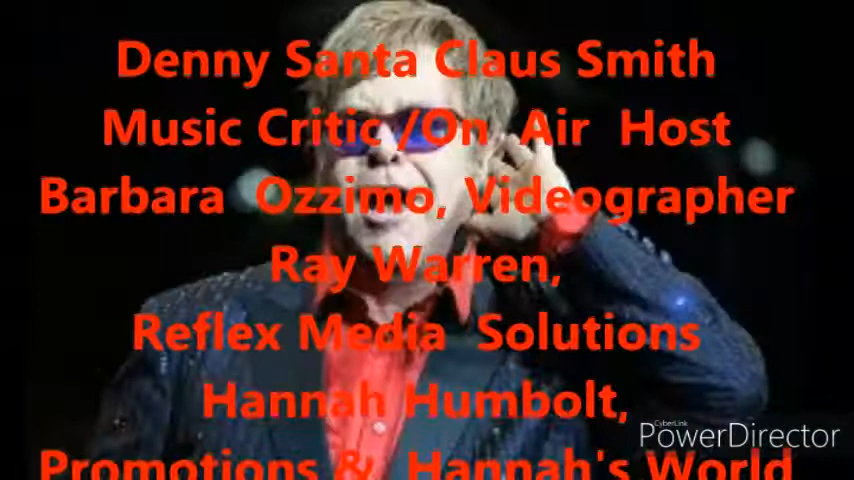 Denny Santa Claus Smith
Music Critic /On Air Host
Barbara Ozzimo, Videographer
Ray Warren,
Reflex Media Solutions
Hannah Humbolt,
CyberLink
PowerDirector
Promotions & Hannah's World